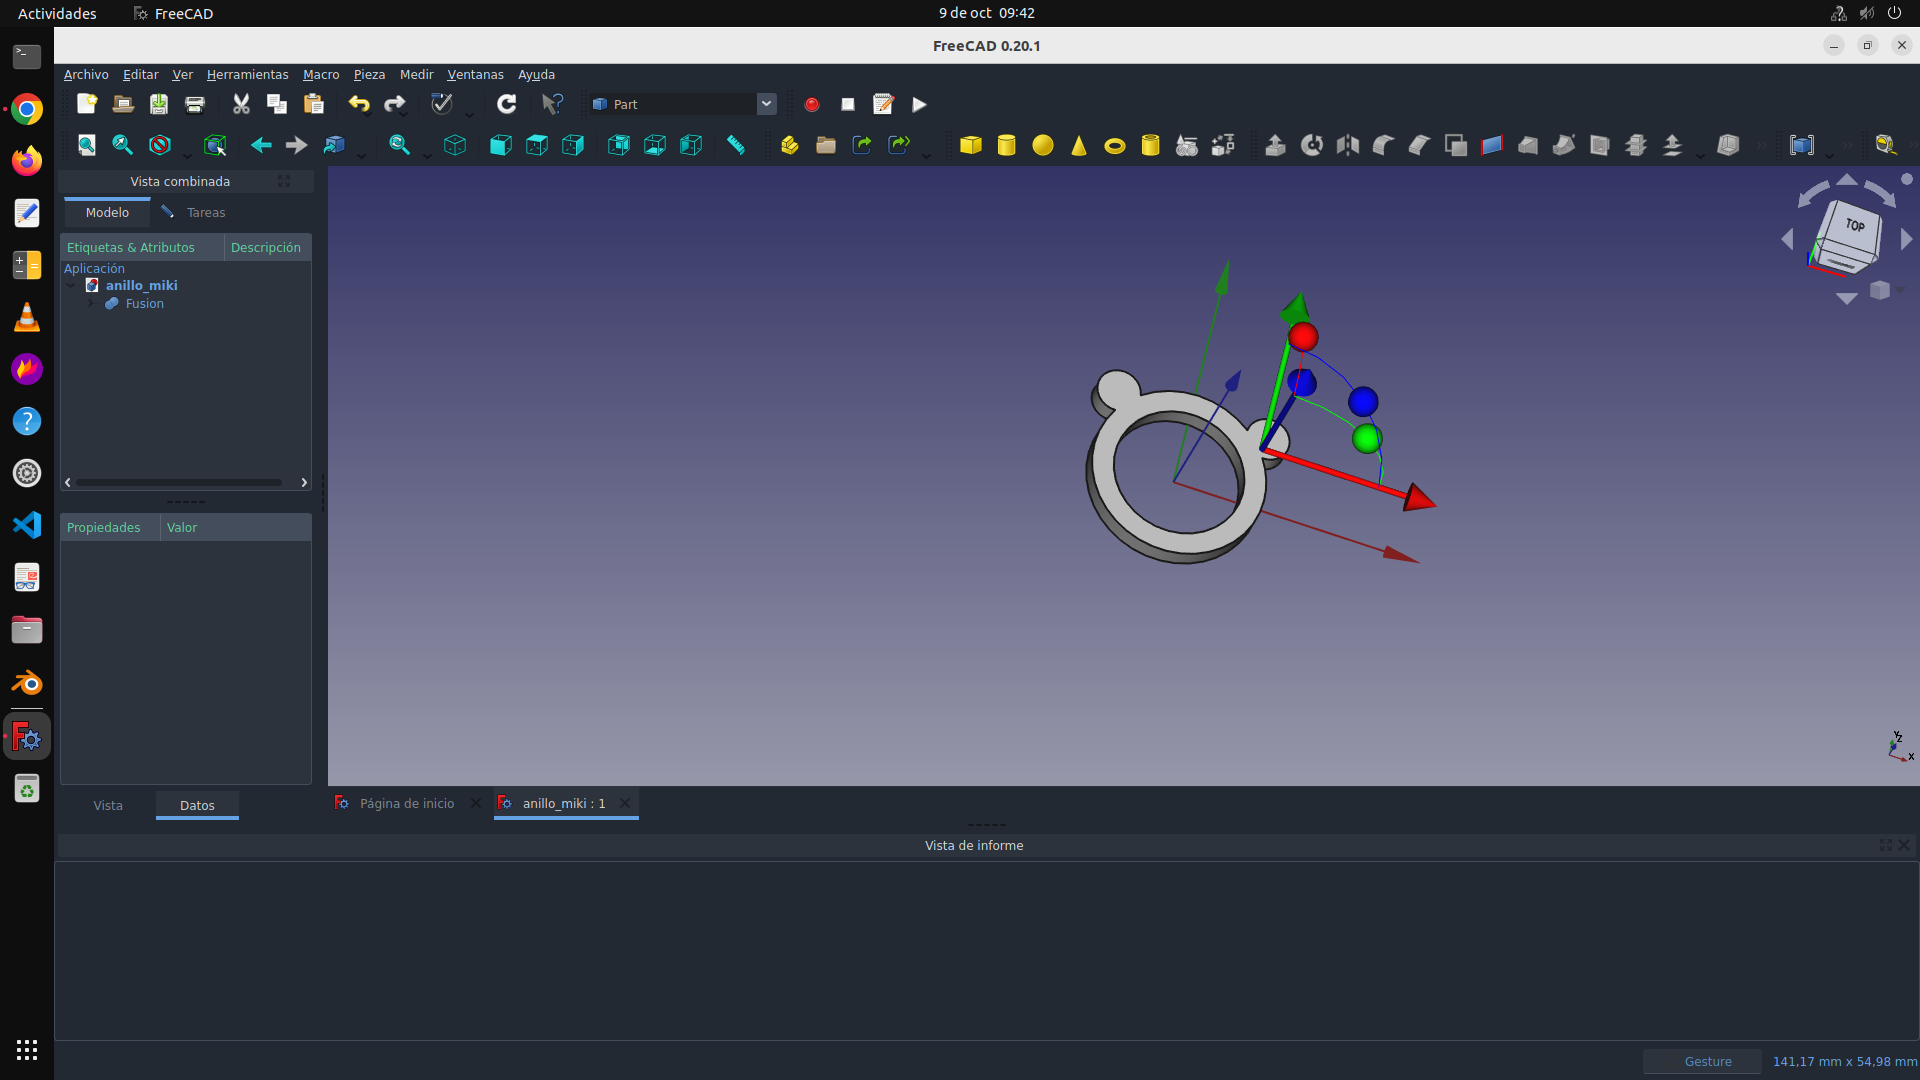 Actividades FreeCAD 9 de oct 09:42
FreeCAD 0.20.1
Archivo Editar Ver Herramientas Macro Pieza Medir Ventanas Ayuda
Part
Vista combinada
Modelo Tareas
Etiquetas & Atributos Descripción
Aplicación
anillo_miki
Fusion
TOP
Propiedades Valor
Y
Z
X
Vista Datos
Página de inicio anillo_miki : 1
Vista de informe
Gesture 141,17 mm x 54,98 mm